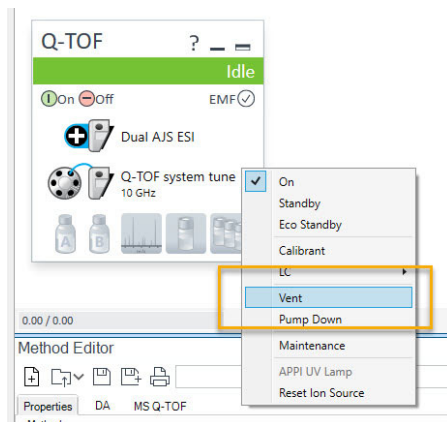 Q-TOF ?
Idle
On Off EMF
Dual AJS ESI
Q-TOF system tune
10 GHz
A B
On
Standby
Eco Standby
Calibrant
LC
Vent
Pump Down
Maintenance
APPI UV Lamp
Reset Ion Source
0.00 / 0.00
Method Editor
Properties DA MS Q-TOF